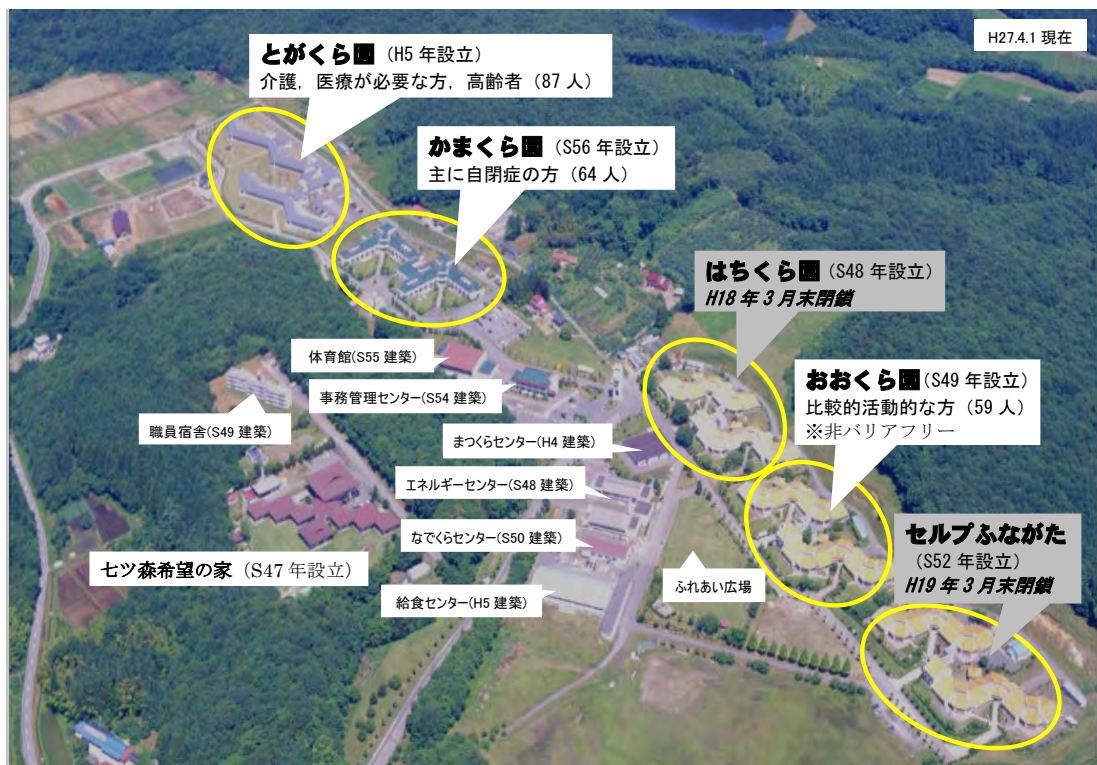 H27.4.1 現在
とがくら園 (H5 年設立)
介護，医療が必要な方，高齢者（87 人）
かまくら園 (S56 年設立)
主に自閉症の方（64 人）
はちくら園 (S48 年設立)
H18 年 3 月末閉鎖
おおくら園 (S49 年設立)
比較的活動的な方（59 人）
※非バリアフリー
セルプふながた
(S52 年設立)
H19 年 3 月末閉鎖
体育館(S55 建築)
事務管理センター(S54 建築)
職員宿舎(S49 建築)
まつくらセンター(H4 建築)
エネルギーセンター(S48 建築)
なでくらセンター(S50 建築)
七ツ森希望の家（S47 年設立）
給食センター(H5 建築)
ふれあい広場